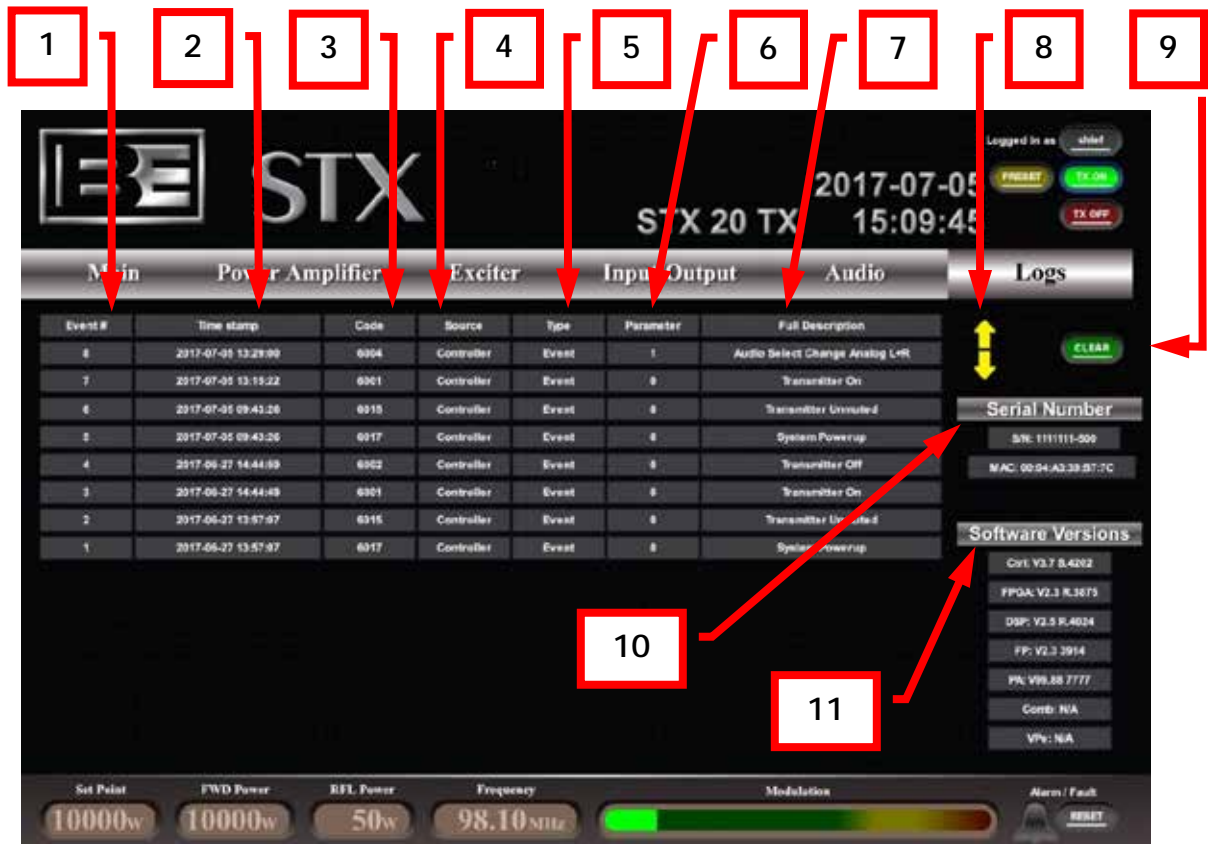 1 2 3 4 5 6 7 8 9
BE STX
Logged In as chief
PRESET TX ON
2017-07-05
STX 20 TX 15:09:45
TX OFF
Main Power Amplifier Exciter Input Output Audio Logs
Event # Time stamp Code Source Type Parameter Full Description
8 2017-07-05 13:29:00 6004 Controller Event 1 Audio Select Change Analog L+R
CLEAR
7 2017-07-05 13:15:22 6001 Controller Event 0 Transmitter On
6 2017-07-05 09:43:26 6015 Controller Event 0 Transmitter Unmuted
Serial Number
5 2017-07-05 09:43:26 6017 Controller Event 0 System Powerup
S/N: 1111111-500
4 2017-06-27 14:44:59 6002 Controller Event 0 Transmitter Off
MAC: 00:04:A3:39:B7:7C
3 2017-06-27 14:44:49 6001 Controller Event 0 Transmitter On
2 2017-06-27 13:57:07 6015 Controller Event 0 Transmitter Unmuted
1 2017-06-27 13:57:07 6017 Controller Event 0 System Powerup
Software Versions
V3.7
FPGA: V2.3 R.3875
DSP: V2.5 R.4024
FP: V2.3 3914
PA: V99.88 7777
Comb: N/A
N/A
10
11
Set Point FWD Power RFL Power Frequency Modulation Alarm / Fault
10000w 10000w 50w 98.10 MHz RESET